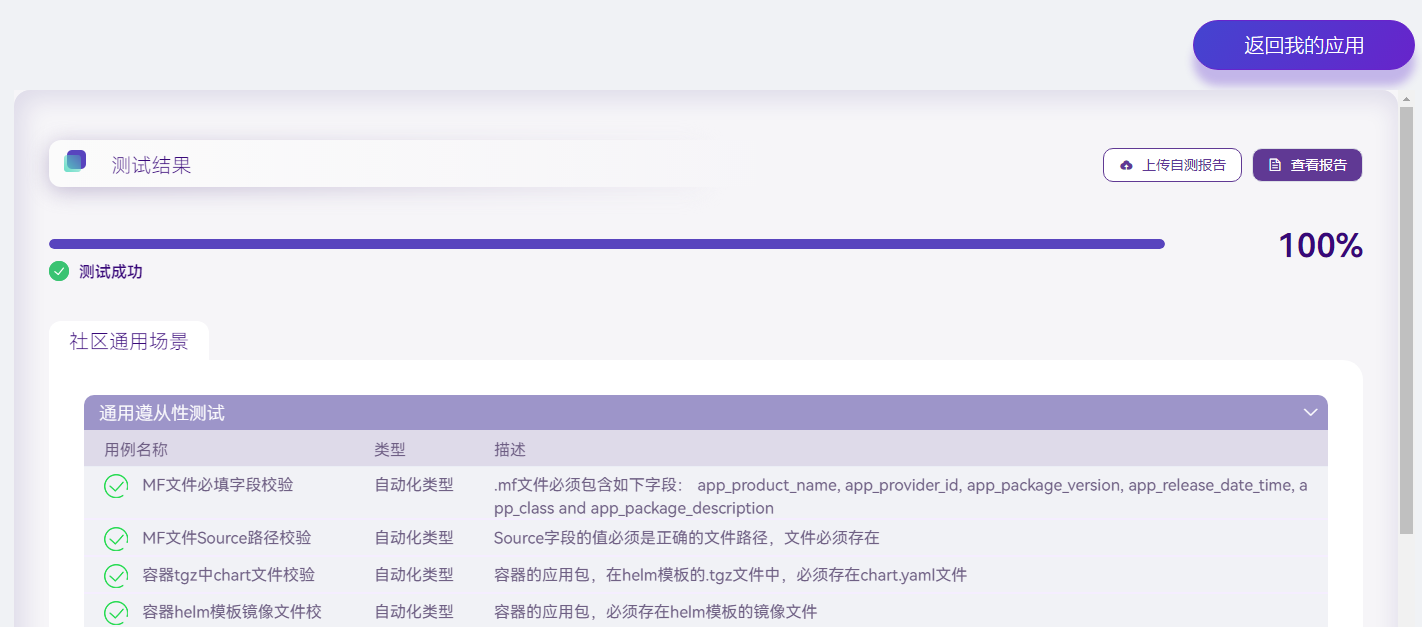 返回我的应用
测试结果
上传自测报告
查看报告
100%
测试成功
社区通用场景
通用遵从性测试
用例名称 类型 描述
MF文件必填字段校验 自动化类型 .mf文件必须包含如下字段： app_product_name, app_provider_id, app_package_version, app_release_date_time, a
pp_class and app_package_description
MF文件Source路径校验 自动化类型 Source字段的值必须是正确的文件路径，文件必须存在
容器tgz中chart文件校验 自动化类型 容器的应用包，在helm模板的.tgz文件中，必须存在chart.yaml文件
容器helm模板镜像文件校 自动化类型 容器的应用包，必须存在helm模板的镜像文件